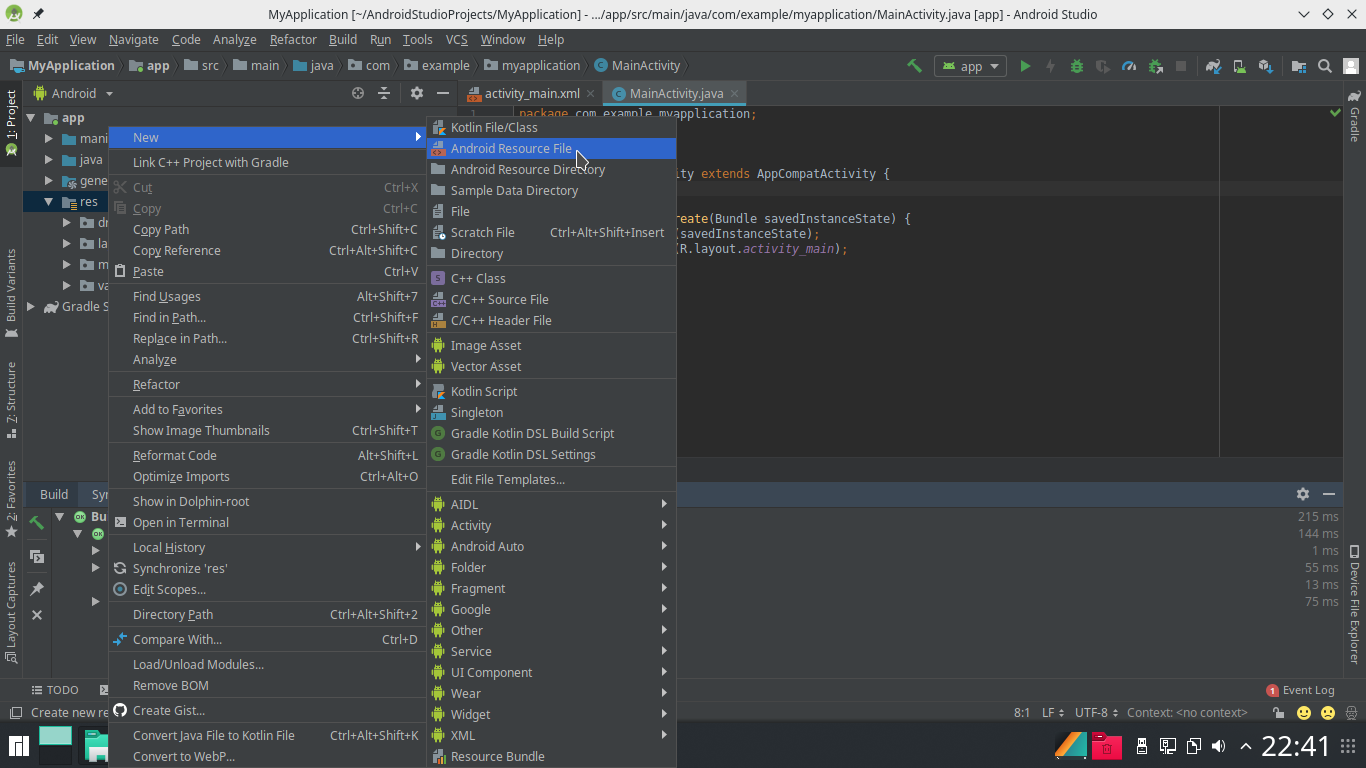 MyApplication [~/AndroidStudioProjects/MyApplication] - .../app/src/main/java/com/example/myapplication/MainActivity.java [app] - Android Studio
File Edit View Navigate Code Analyze Refactor Build Run Tools VCS Window Help
MyApplication app src main java com example myapplication MainActivity app
1: Project
Build Variants
7: Structure
2: Favorites
Layout Captures
Android
app
mani
java
gene
res
dr
la
m
va
Gradle S
activity_main.xml MainActivity.java
1 package com.example.myapplication;
ity extends AppCompatActivity {
reate(Bundle savedInstanceState) {
(savedInstanceState);
(R.layout.activity_main);
New
Link C++ Project with Gradle
Cut Ctrl+X
Copy Ctrl+C
Copy Path Ctrl+Shift+C
Copy Reference Ctrl+Alt+Shift+C
Paste Ctrl+V
Find Usages Alt+Shift+7
Find in Path... Ctrl+Shift+F
Replace in Path... Ctrl+Shift+R
Analyze
Refactor
Add to Favorites
Show Image Thumbnails Ctrl+Shift+T
Reformat Code Alt+Shift+L
Optimize Imports Ctrl+Alt+O
Show in Dolphin-root
Open in Terminal
Local History
Synchronize 'res'
Edit Scopes...
Directory Path Ctrl+Alt+Shift+2
Compare With... Ctrl+D
Load/Unload Modules...
Remove BOM
Create Gist...
Convert Java File to Kotlin File Ctrl+Alt+Shift+K
Convert to WebP...
Kotlin File/Class
Android Resource File
Android Resource Directory
Sample Data Directory
File
Scratch File Ctrl+Alt+Shift+Insert
Directory
C++ Class
C/C++ Source File
C/C++ Header File
Image Asset
Vector Asset
Kotlin Script
Singleton
Gradle Kotlin DSL Build Script
Gradle Kotlin DSL Settings
Edit File Templates...
AIDL
Activity
Android Auto
Folder
Fragment
Google
Other
Service
UI Component
Wear
Widget
XML
Resource Bundle
Gradle
Device File Explorer
Build Syn
Bu
215 ms
144 ms
1 ms
55 ms
13 ms
75 ms
TODO
1 Event Log
Create new re
8:1 LF UTF-8 Context: <no context>
22:41